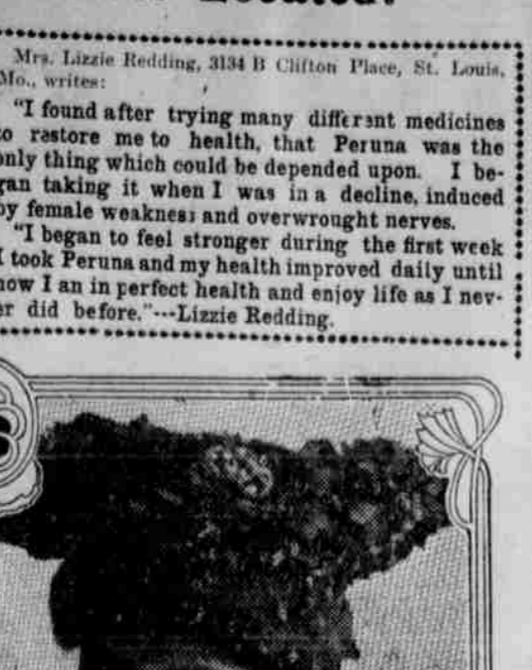 Mrs. Lizzie Redding, 3134 B Clifton Place, St. Louis,
Mo., writes:
"I found after trying many different medicines
to rastore me to health, that Peruna was the
only thing which could be depended upon. I be-
gan taking it when I was in a decline, induced
by female weakness and overwrought nerves.
"I began to feel stronger during the first week
I took Peruna and my health improved daily until
now I an in perfect health and enjoy life as I nev-
er did before."---Lizzie Redding.